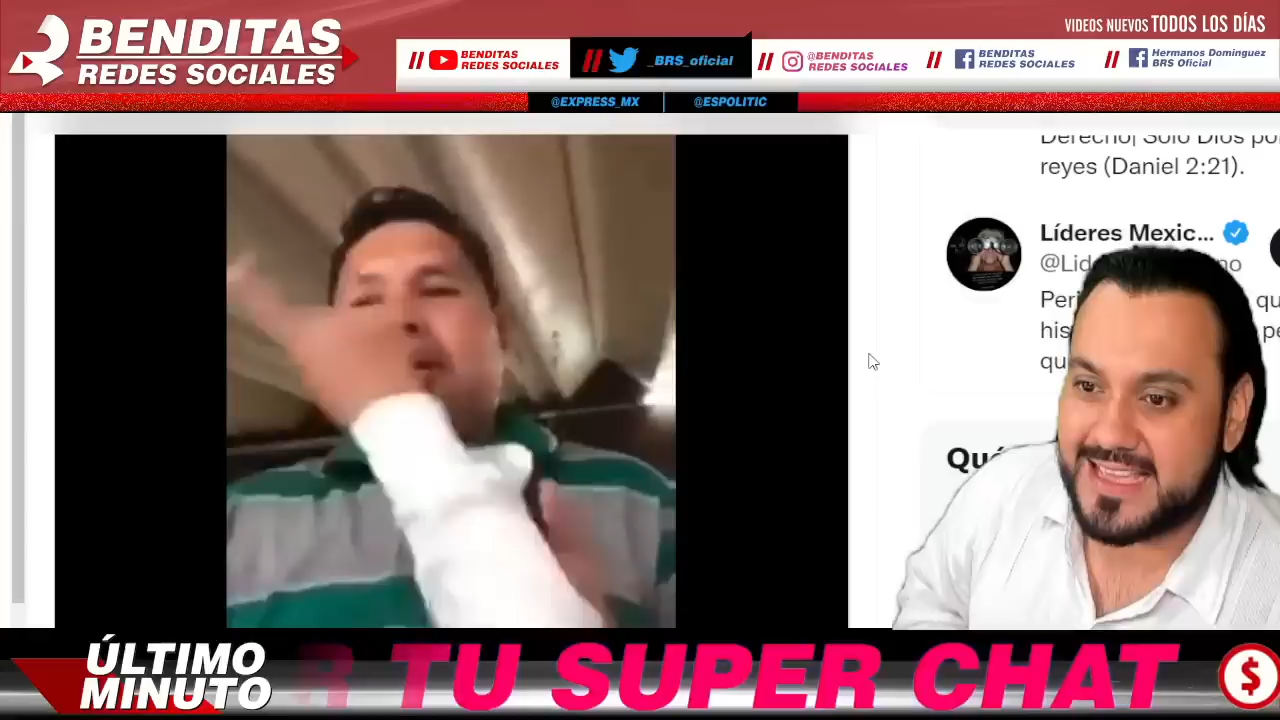 BENDITAS
REDES SOCIALES
VIDEOS NUEVOS TODOS LOS DÍAS
// BENDITAS
REDES SOCIALES
// _BRS_oficial
// @BENDITAS
REDES SOCIALES
// BENDITAS
REDES SOCIALES
// Hermanos Dominguez
BRS Oficial
@EXPRESS_MX
@ESPOLITIC
Derecho| Solo Dios
reyes (Daniel 2:21).
Líderes Mexic...
ÚLTIMO
MINUTO
TU SUPER CHAT
$